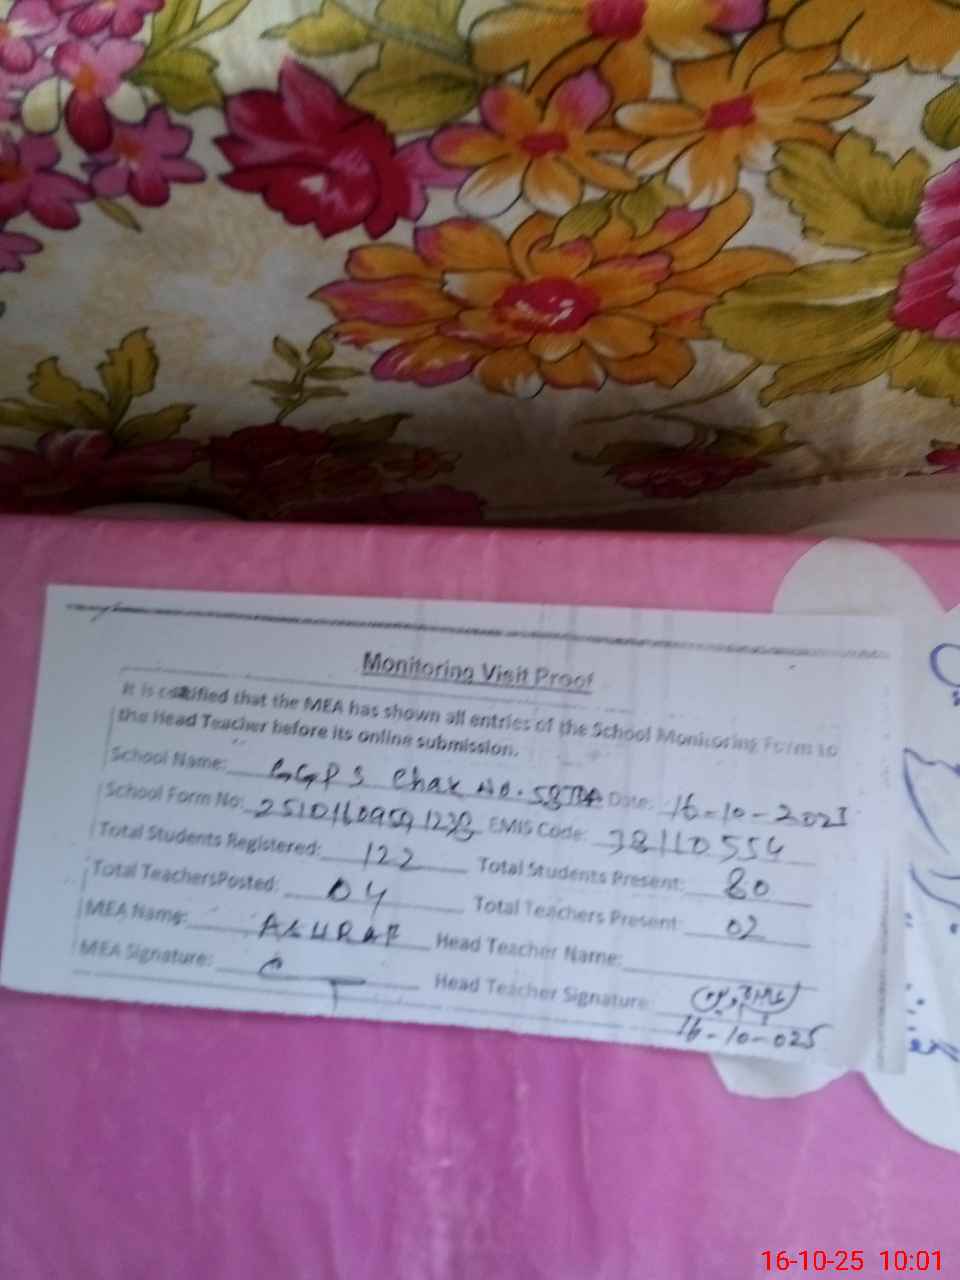 Monitoring Visit Proof
It is certified that the MEA has shown all entries of the School Monitoring Form to
the Head Teacher before its online submission.
School Name: GGPS Chak No. 58TDA Date: 16-10-2025
School Form No: EMIS Code: 38110554
Total Students Registered: 122 Total Students Present: 80
Total TeachersPosted: 04 Total Teachers Present: 02
MEA Name: ASHRAF Head Teacher Name:
MEA Signature: Head Teacher Signature:
16-10-025
16-10-25 10:01